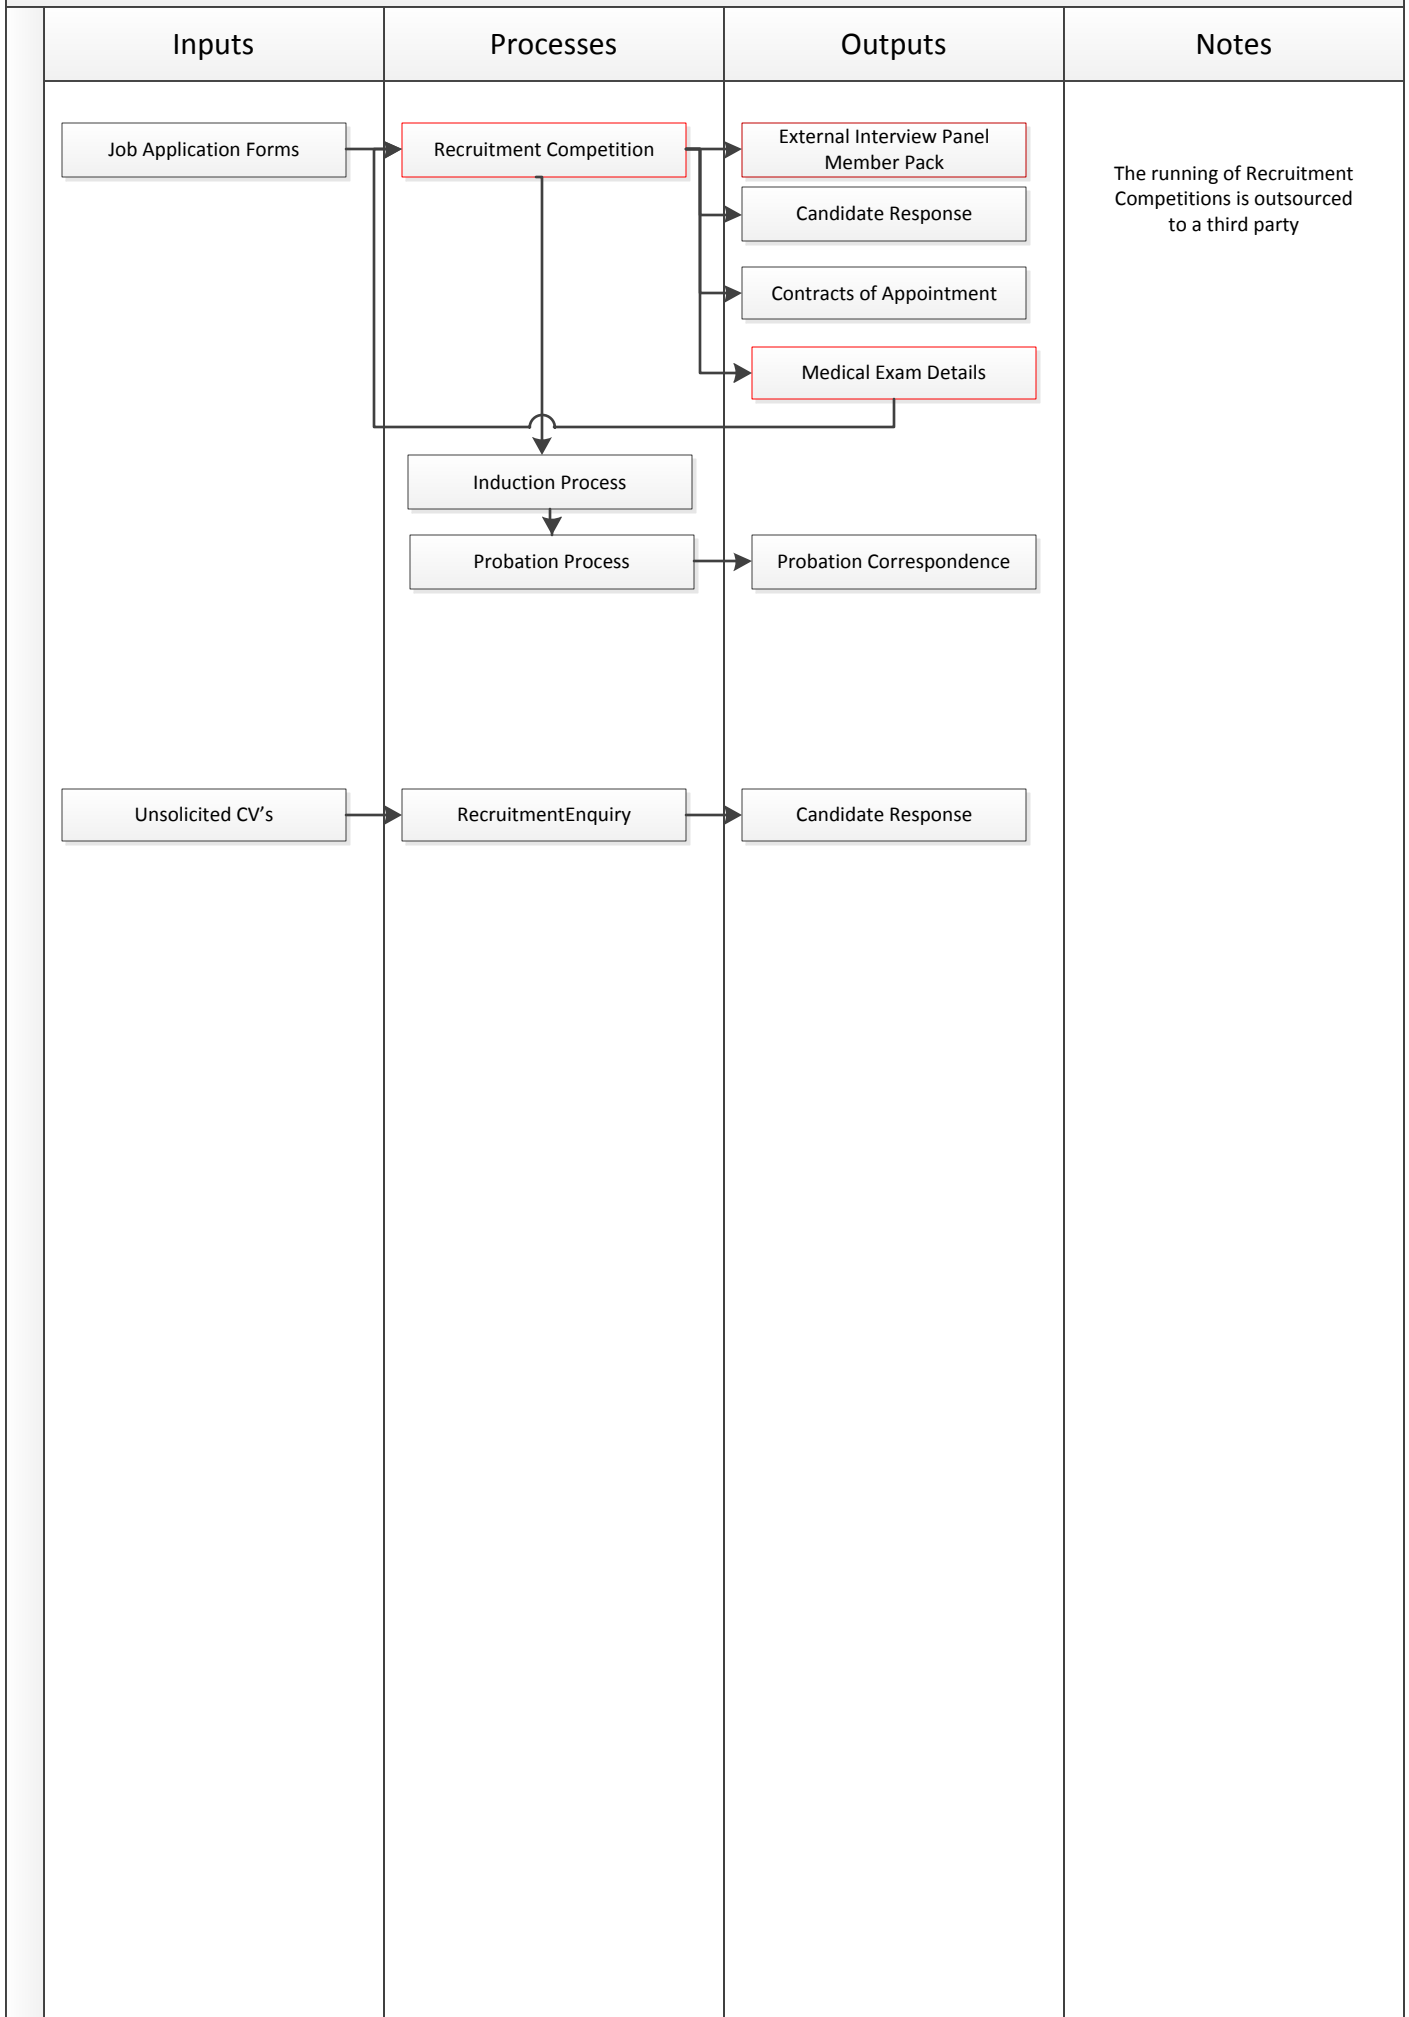 Inputs
Processes
Outputs
Notes
Job Application Forms
Recruitment Competition
External Interview Panel
Member Pack
The running of Recruitment
Competitions is outsourced
to a third party
Candidate Response
Contracts of Appointment
Medical Exam Details
Induction Process
Probation Process
Probation Correspondence
Unsolicited CV’s
RecruitmentEnquiry
Candidate Response